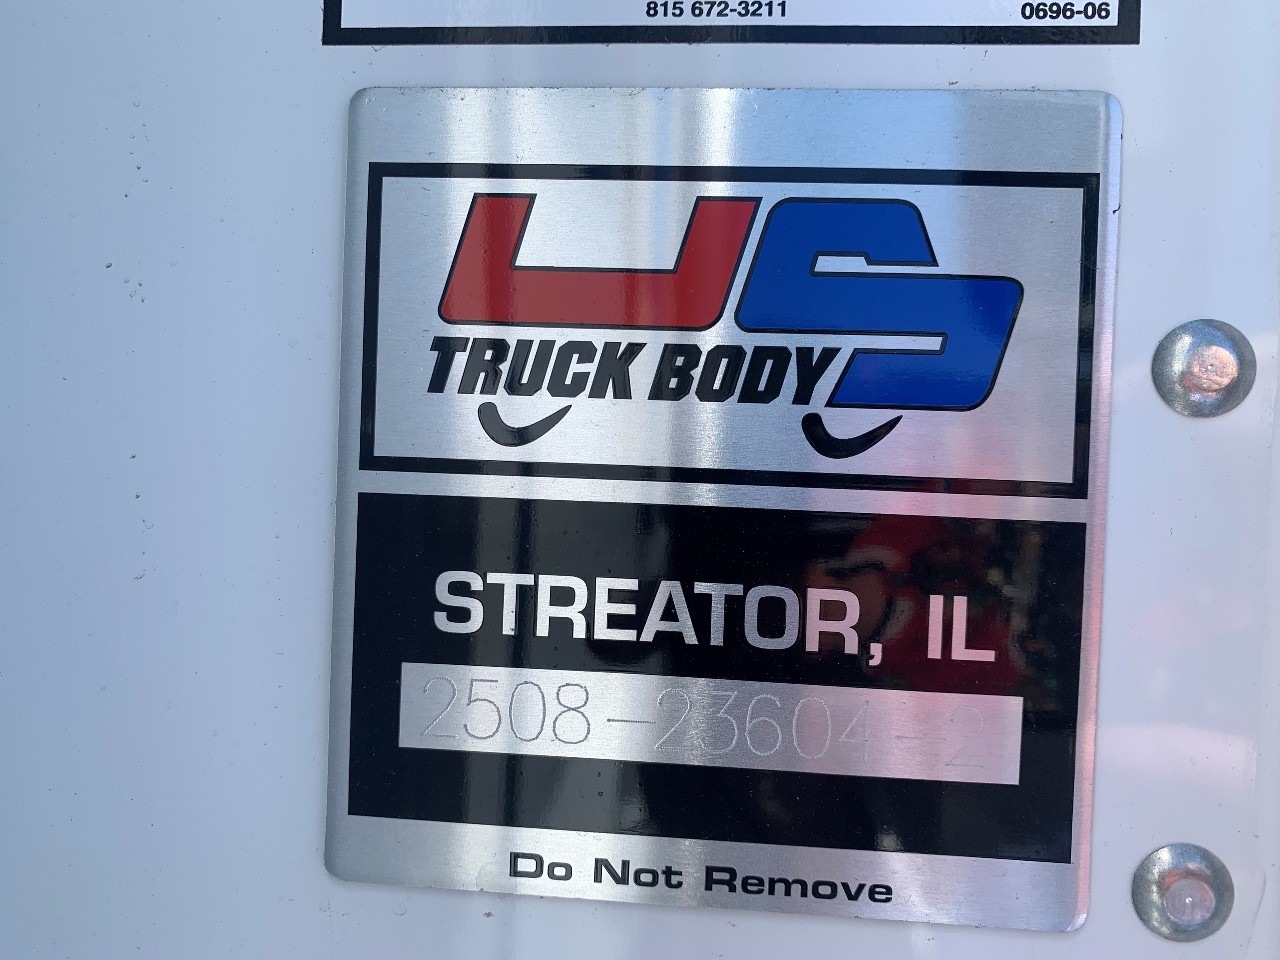 815 672-3211 0696-06
US
TRUCK BODY
STREATOR, IL
2508-23604-2
Do Not Remove